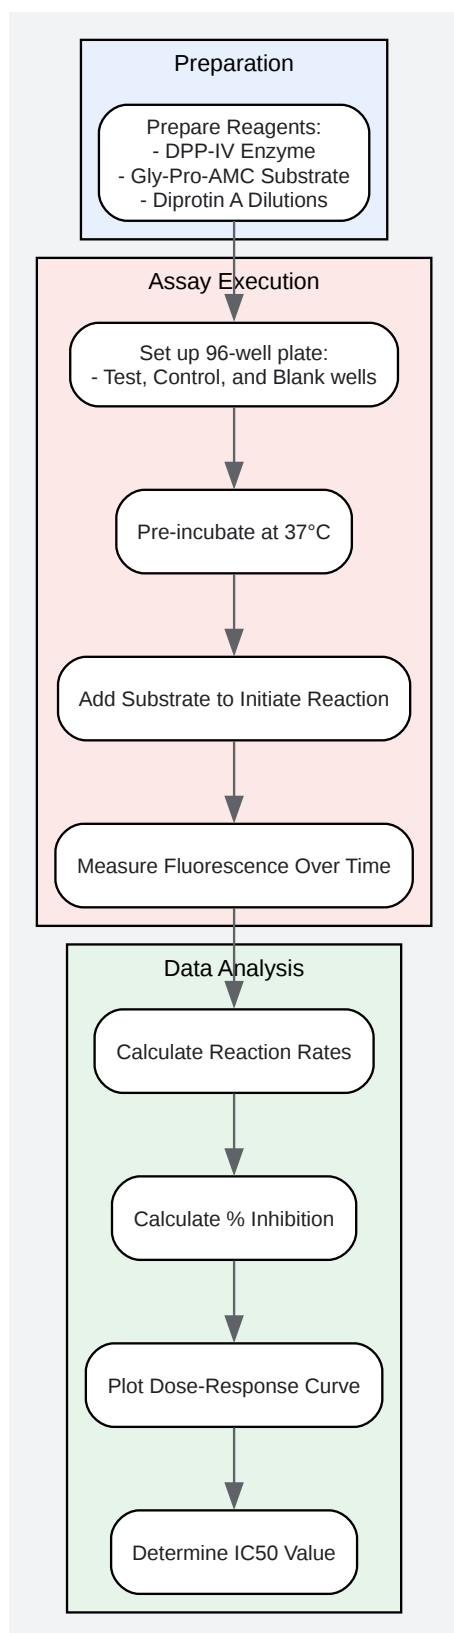 Preparation
Prepare Reagents:
- DPP-IV Enzyme
- Gly-Pro-AMC Substrate
- Diprotin A Dilutions
Assay Execution
Set up 96-well plate:
- Test, Control, and Blank wells
Pre-incubate at 37°C
Add Substrate to Initiate Reaction
Measure Fluorescence Over Time
Data Analysis
Calculate Reaction Rates
Calculate % Inhibition
Plot Dose-Response Curve
Determine IC50 Value